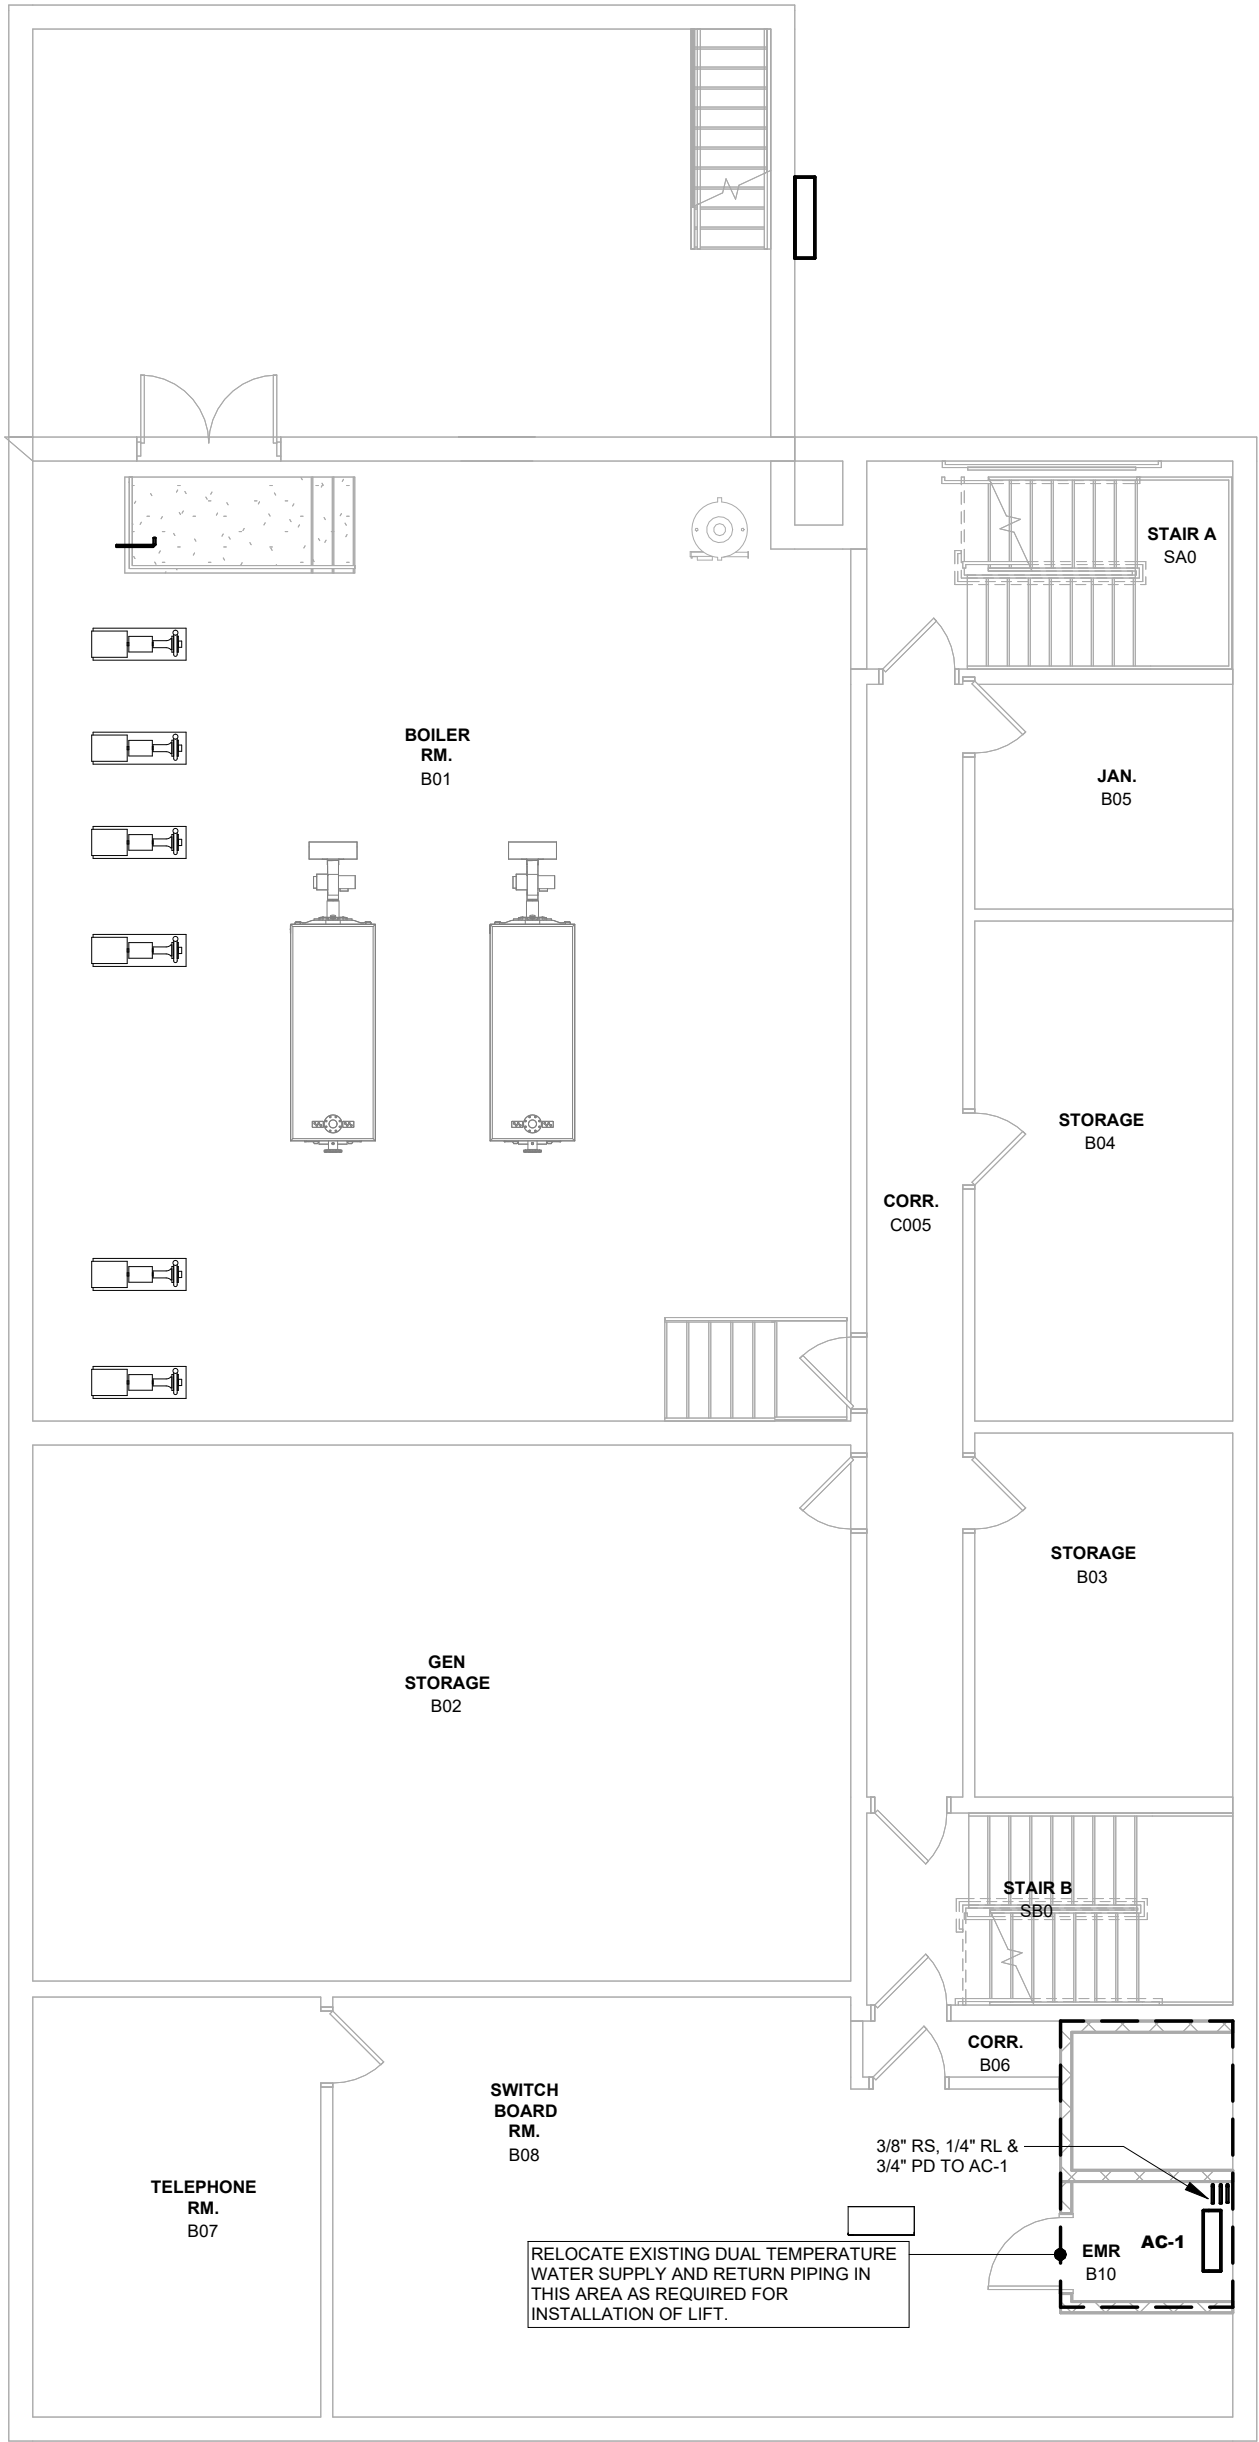 STAIR A
SA0
BOILER
RM.
B01
JAN.
B05
STORAGE
B04
CORR.
C005
STORAGE
B03
GEN
STORAGE
B02
STAIR B
SB0
CORR.
B06
SWITCH
BOARD
RM.
B08
3/8" RS, 1/4" RL &
3/4" PD TO AC-1
TELEPHONE
RM.
B07
AC-1
EMR
B10
RELOCATE EXISTING DUAL TEMPERATURE
WATER SUPPLY AND RETURN PIPING IN
THIS AREA AS REQUIRED FOR
INSTALLATION OF LIFT.